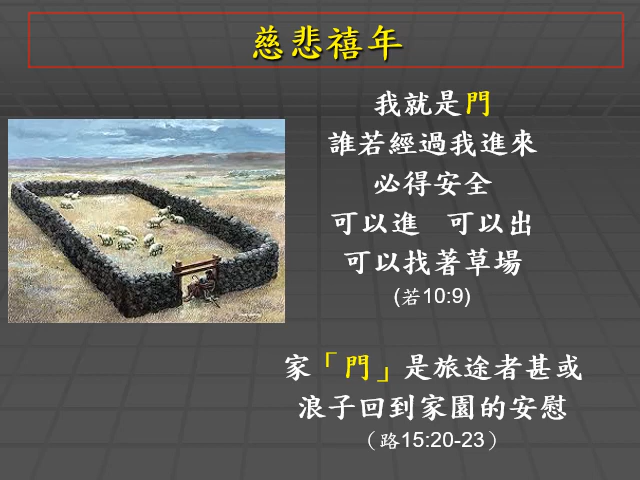 慈悲禧年
我就是門
誰若經過我進來
必得安全
可以進 可以出
可以找著草場
(若10:9)
家「門」是旅途者甚或
浪子回到家園的安慰
（路15:20-23）